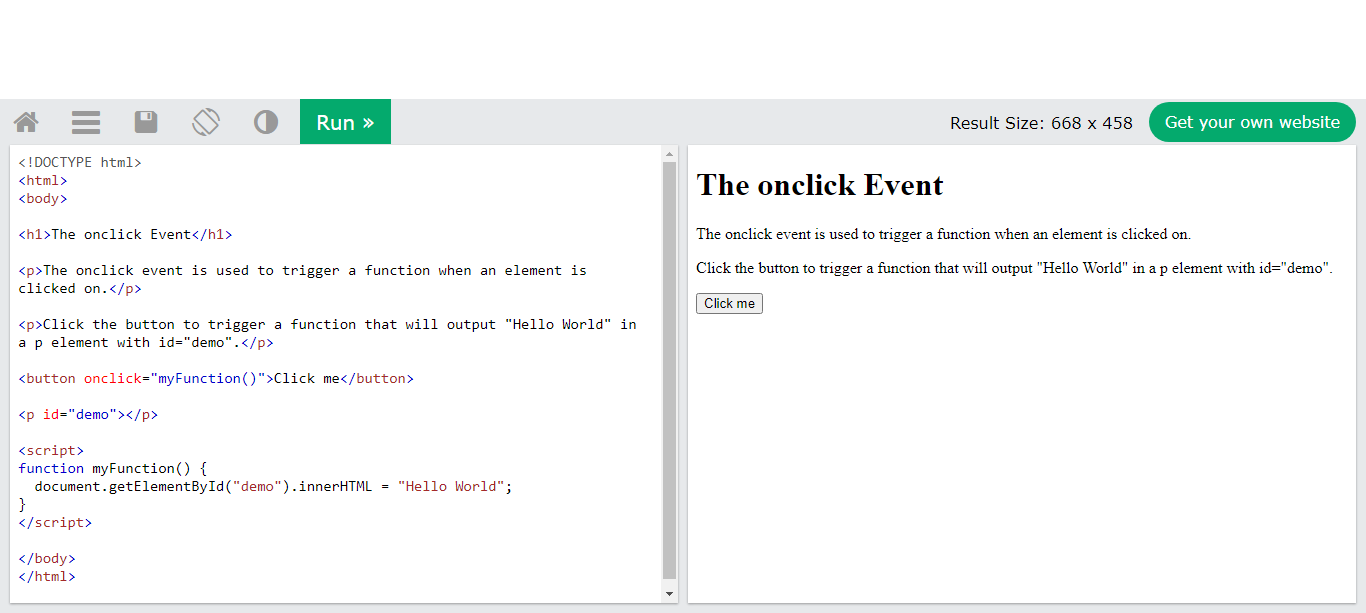 Run »
Result Size: 668 x 458
Get your own website
<!DOCTYPE html>
<html>
<body>
<h1>The onclick Event</h1>
<p>The onclick event is used to trigger a function when an element is
clicked on.</p>
<p>Click the button to trigger a function that will output "Hello World" in
a p element with id="demo".</p>
<button onclick="myFunction()">Click me</button>
<p id="demo"></p>
<script>
function myFunction() {
  document.getElementById("demo").innerHTML = "Hello World";
}
</script>
</body>
</html>
The onclick Event
The onclick event is used to trigger a function when an element is clicked on.
Click the button to trigger a function that will output "Hello World" in a p element with id="demo".
Click me